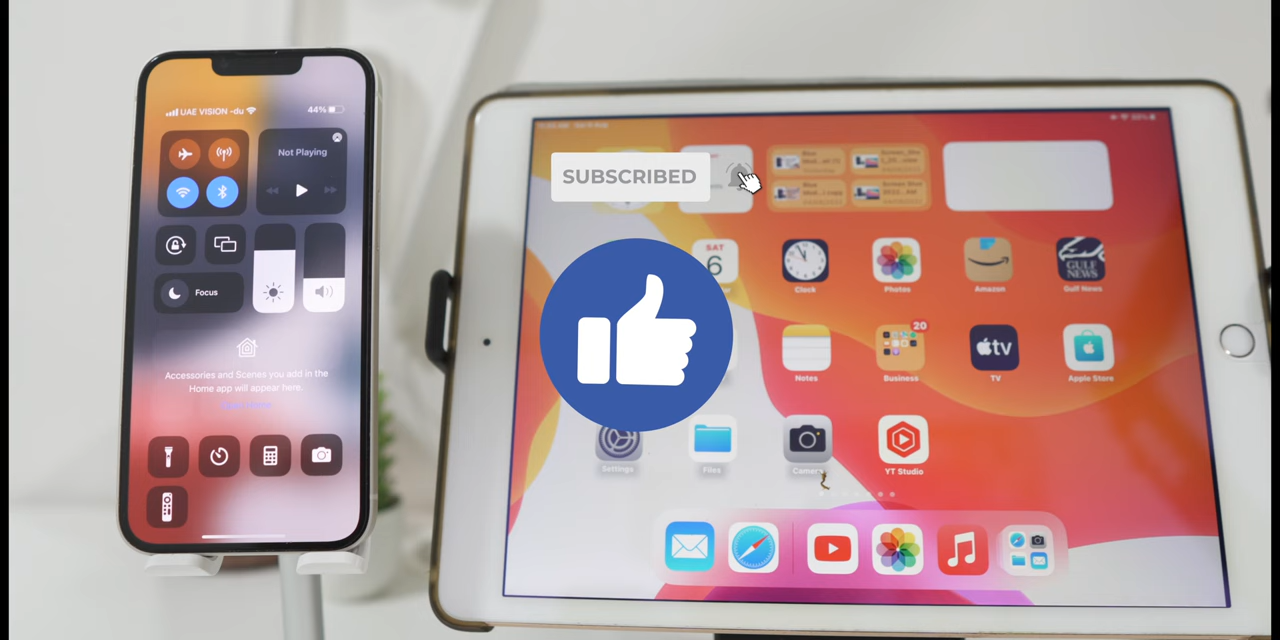 UAE VISION -du
44%
Not Playing
Focus
Accessories and Scenes you add in the
Home app will appear here.
SUBSCRIBED
SAT
6
Clock
Photos
Amazon
GULF
NEWS
Gulf News
Notes
20
Business
tv
TV
Apple Store
Settings
Files
Camera
YT Studio